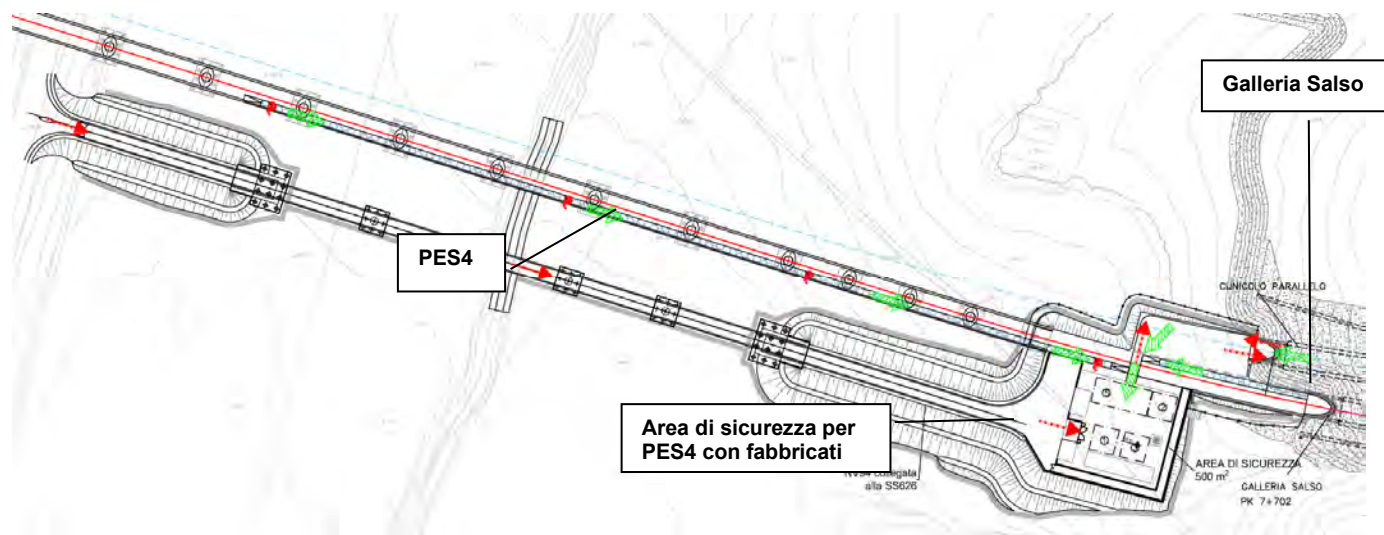 Galleria Salso
PES4
CUNICOLO PARALLELO
Area di sicurezza per
PES4 con fabbricati
NV54 collegata
alla SS626
AREA DI SICUREZZA
500 m²
GALLERIA SALSO
PK 7+702